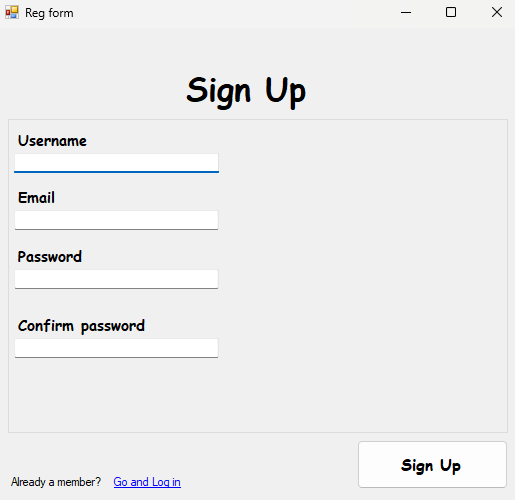 Reg form
Sign Up
Username
Email
Password
Confirm password
Sign Up
Already a member? Go and Log in